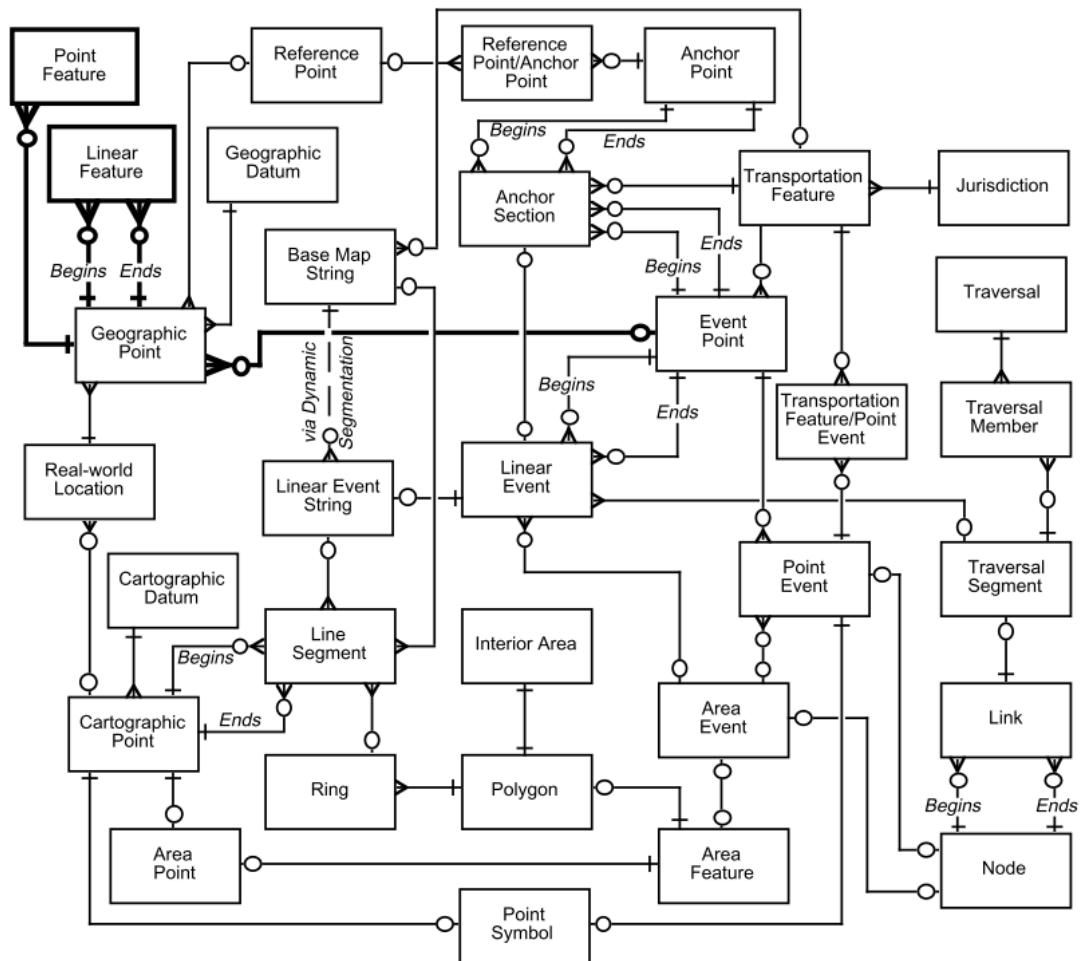 Point
Feature
Reference
Point
Reference
Point/Anchor
Point
Anchor
Point
Begins
Ends
Linear
Feature
Geographic
Datum
Anchor
Section
Transportation
Feature
Jurisdiction
Base Map
String
Begins
Ends
Ends
Begins
Geographic
Point
Event
Point
Traversal
via Dynamic
Segmentation
Begins
Ends
Transportation
Feature/Point
Event
Traversal
Member
Real-world
Location
Linear Event
String
Linear
Event
Cartographic
Datum
Point
Event
Traversal
Segment
Line
Segment
Interior Area
Begins
Cartographic
Point
Ends
Area
Event
Link
Ring
Polygon
Begins
Ends
Area
Point
Area
Feature
Node
Point
Symbol